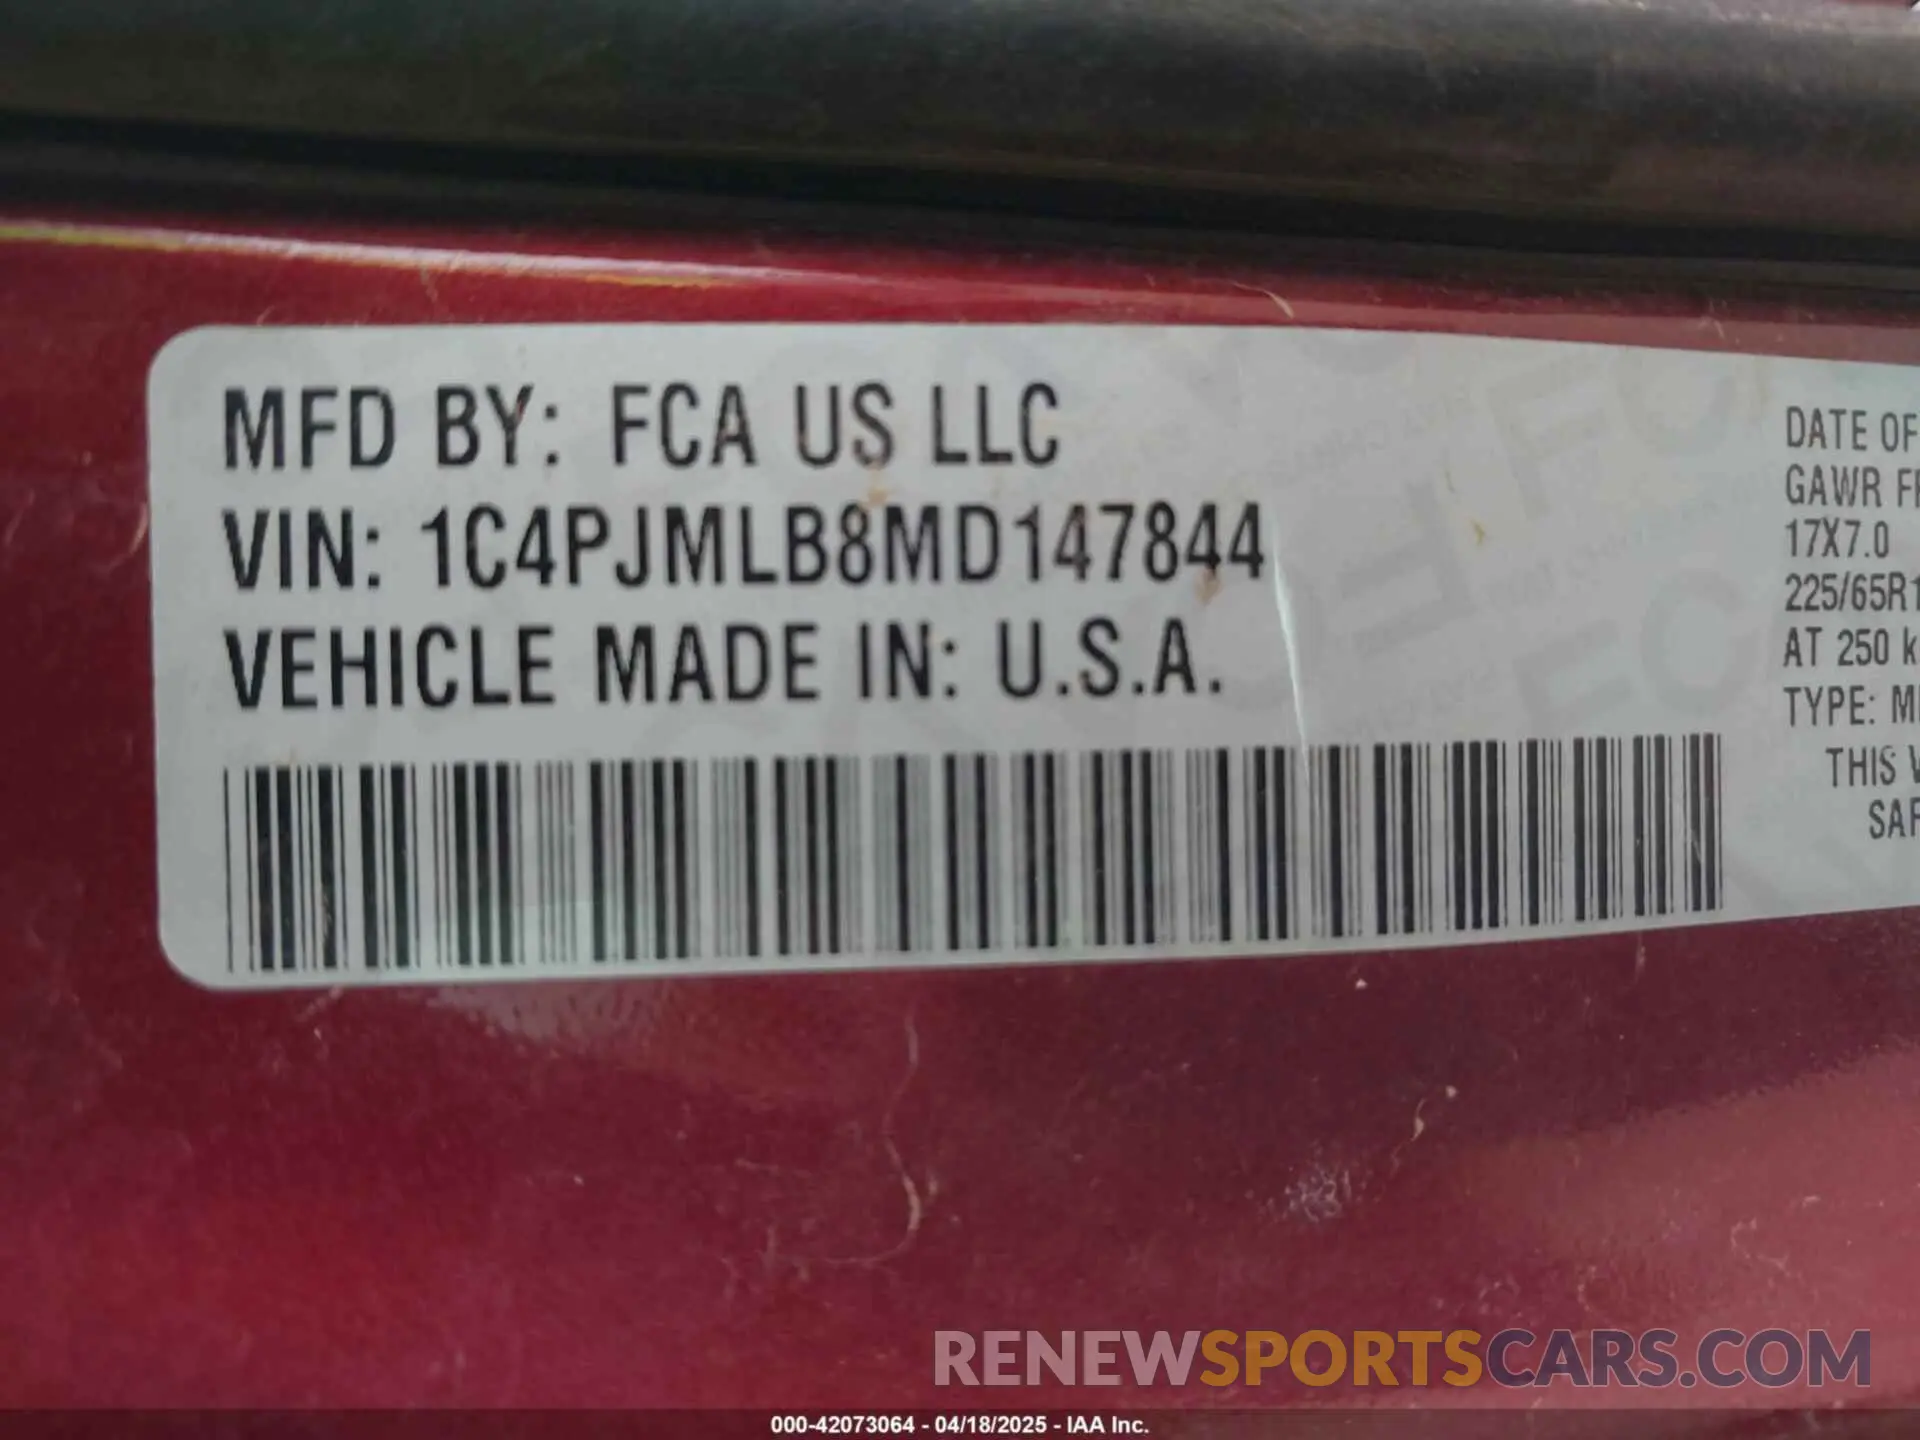 MFD BY: FCA US LLC
VIN: 1C4PJMLB8MD147844
VEHICLE MADE IN: U.S.A.
DATE OF
GAWR
17X7.0
225/65R1
AT 250
TYPE:
THIS
RENEWSPORTSCARS.COM
000-42073064 - 04/18/2025 - IAA Inc.